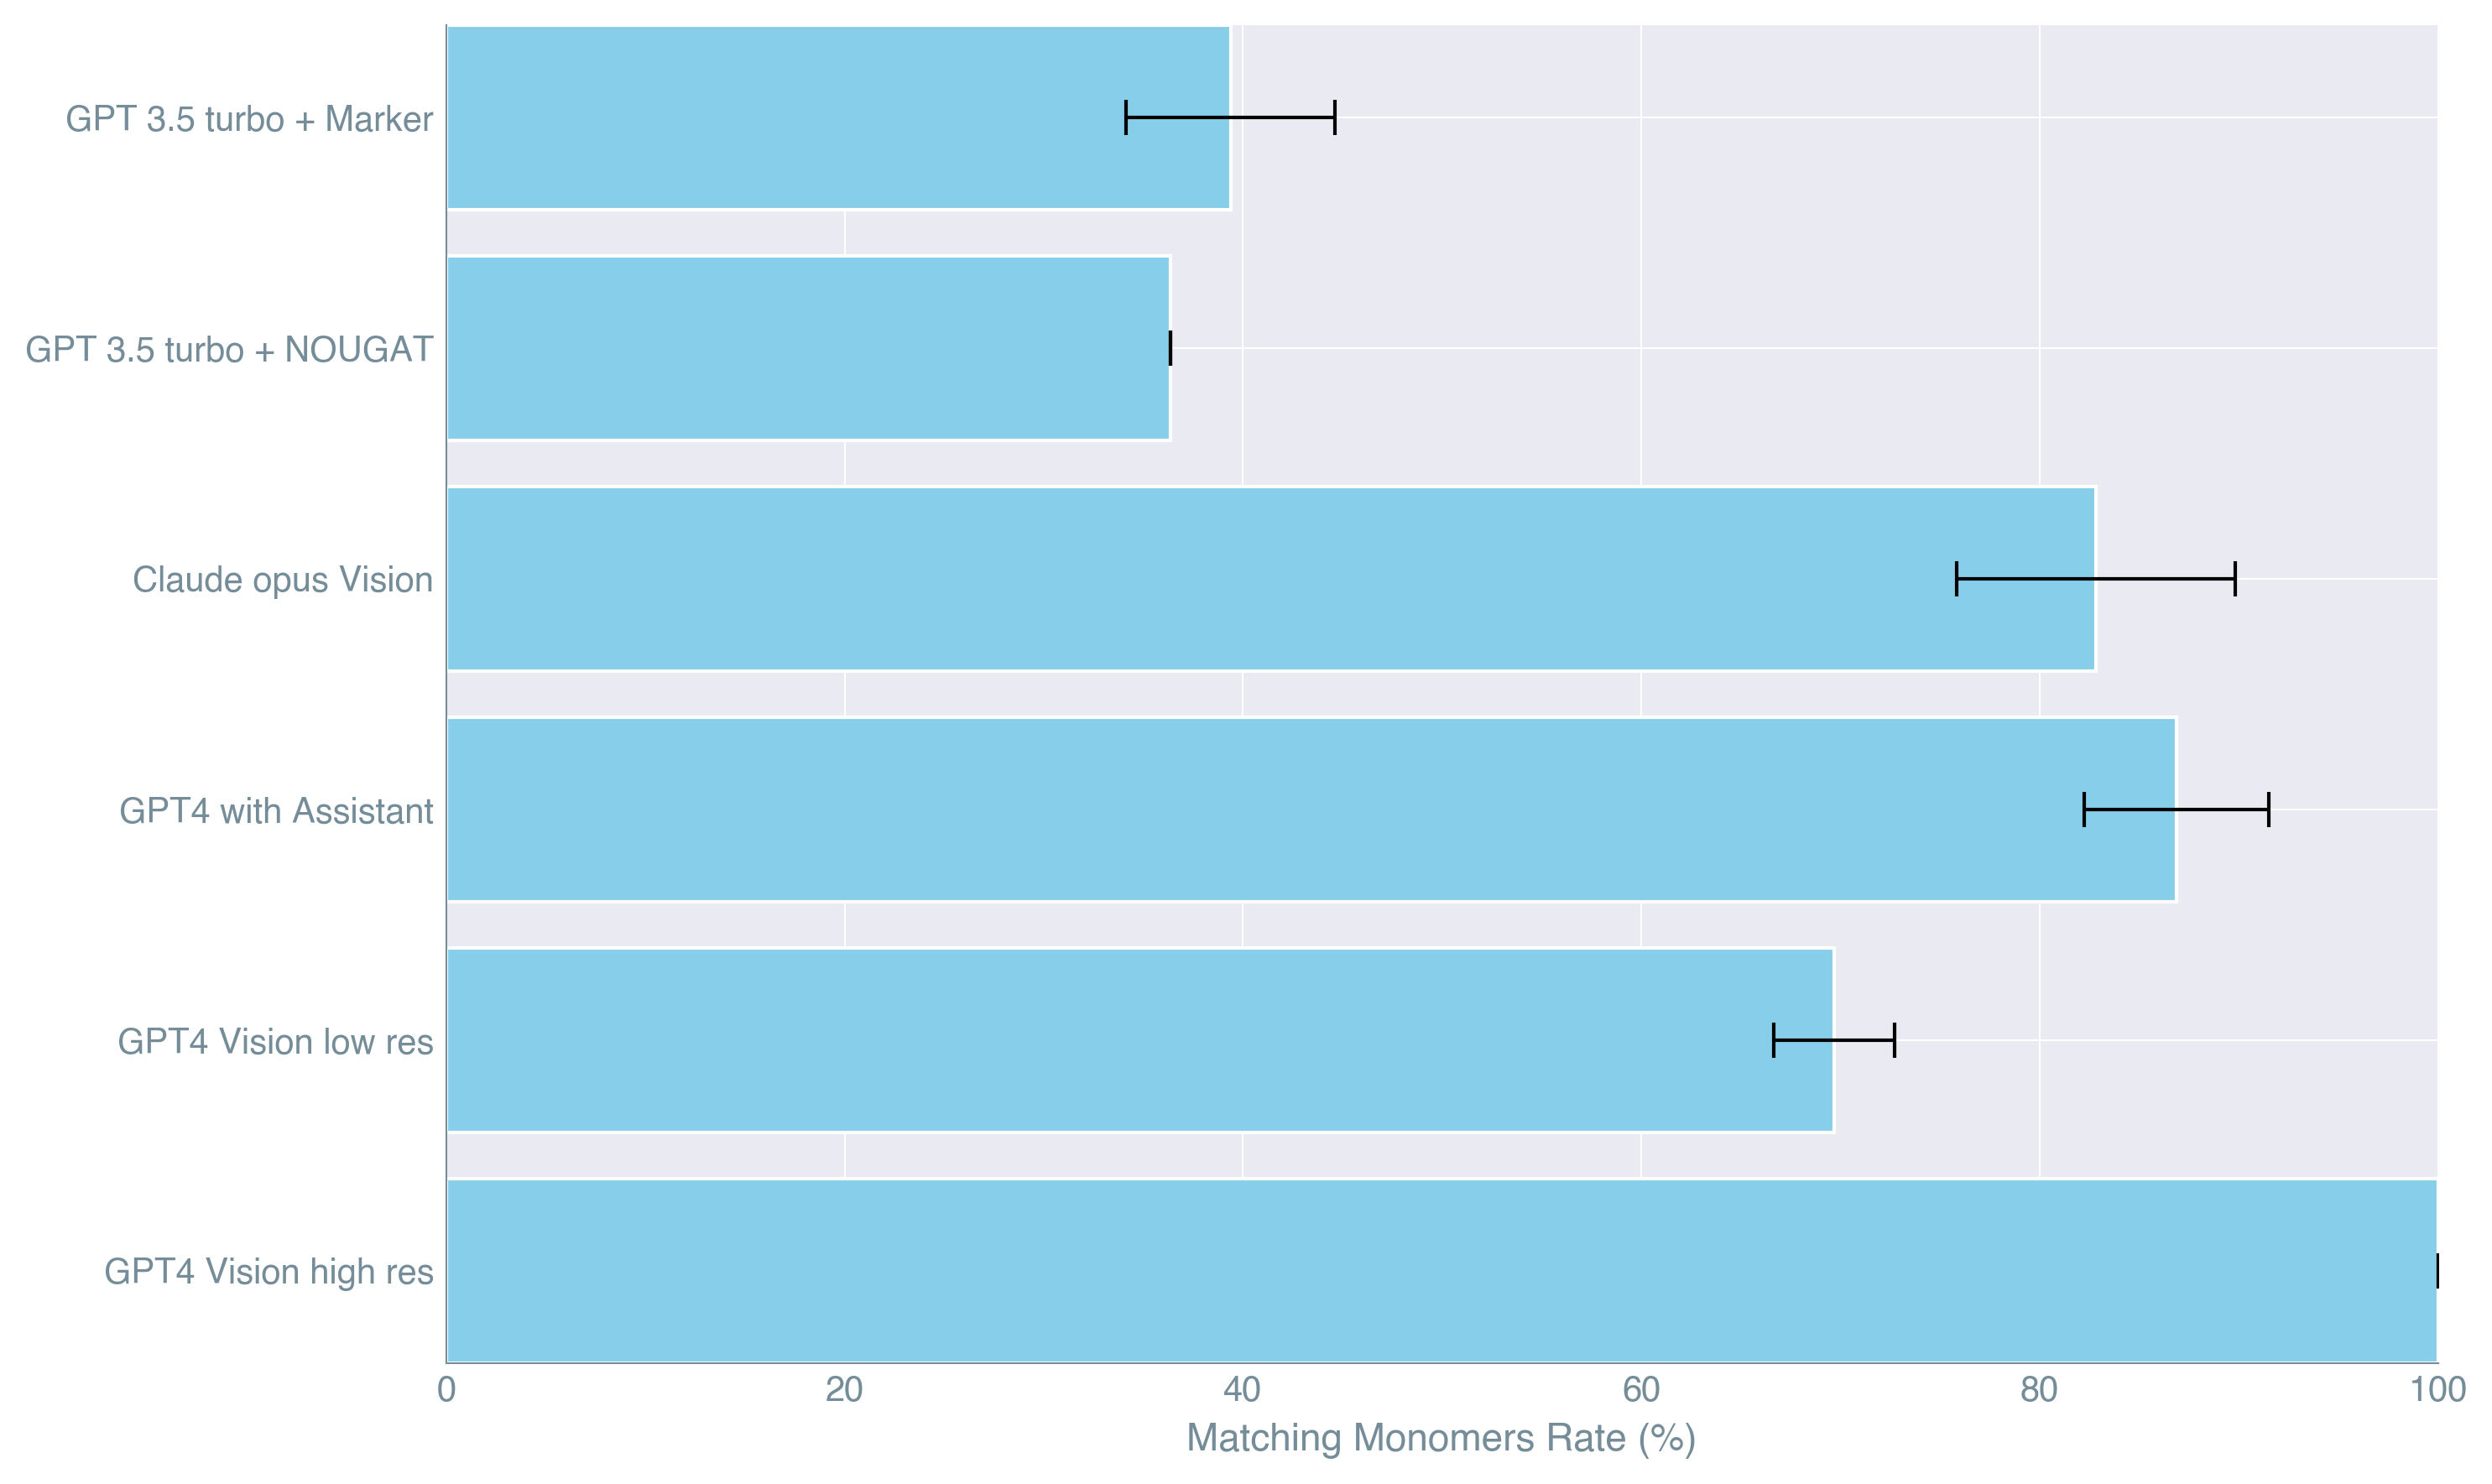 GPT 3.5 turbo + Marker
GPT 3.5 turbo + NOUGAT
Claude opus Vision
GPT4 with Assistant
GPT4 Vision low res
GPT4 Vision high res
0 20 40 60 80 100
Matching Monomers Rate (%)